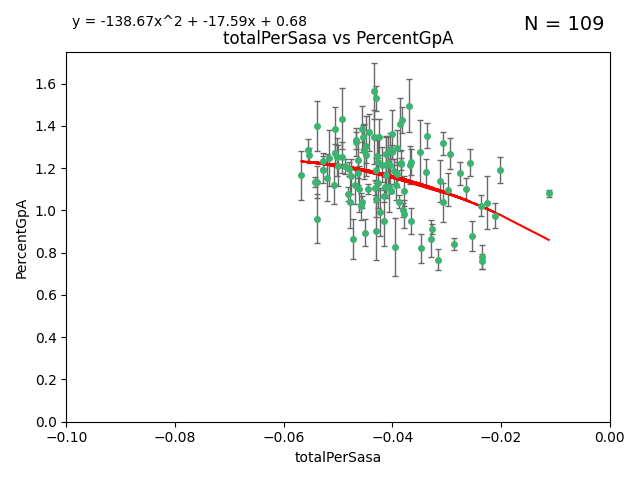 y = -138.67x^2 + -17.59x + 0.68
N = 109
totalPerSasa vs PercentGpA
PercentGpA
1.6
1.4
1.2
1.0
0.8
0.6
0.4
0.2
0.0
−0.10 −0.08 −0.06 −0.04 −0.02 0.00
totalPerSasa